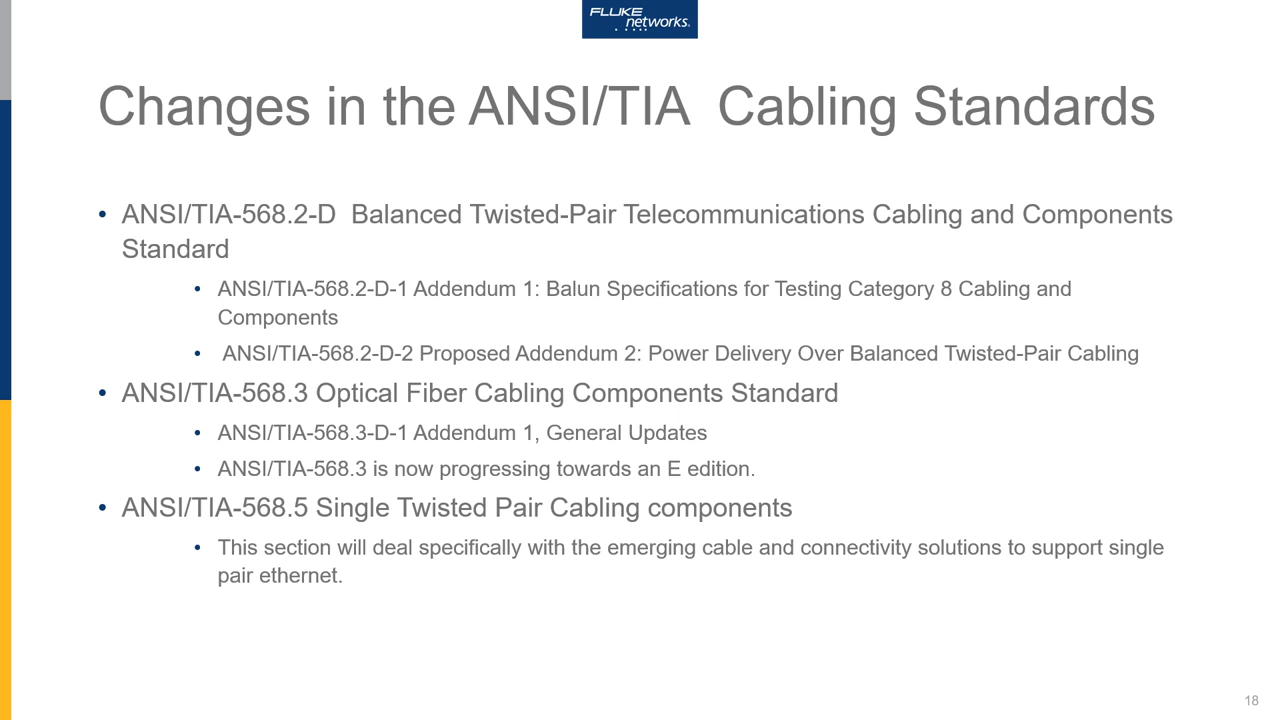 FLUKE
networks.
Changes in the ANSI/TIA  Cabling Standards
• ANSI/TIA-568.2-D  Balanced Twisted-Pair Telecommunications Cabling and Components
Standard
• ANSI/TIA-568.2-D-1 Addendum 1: Balun Specifications for Testing Category 8 Cabling and
Components
• ANSI/TIA-568.2-D-2 Proposed Addendum 2: Power Delivery Over Balanced Twisted-Pair Cabling
• ANSI/TIA-568.3 Optical Fiber Cabling Components Standard
• ANSI/TIA-568.3-D-1 Addendum 1, General Updates
• ANSI/TIA-568.3 is now progressing towards an E edition.
• ANSI/TIA-568.5 Single Twisted Pair Cabling components
• This section will deal specifically with the emerging cable and connectivity solutions to support single
pair ethernet.
18